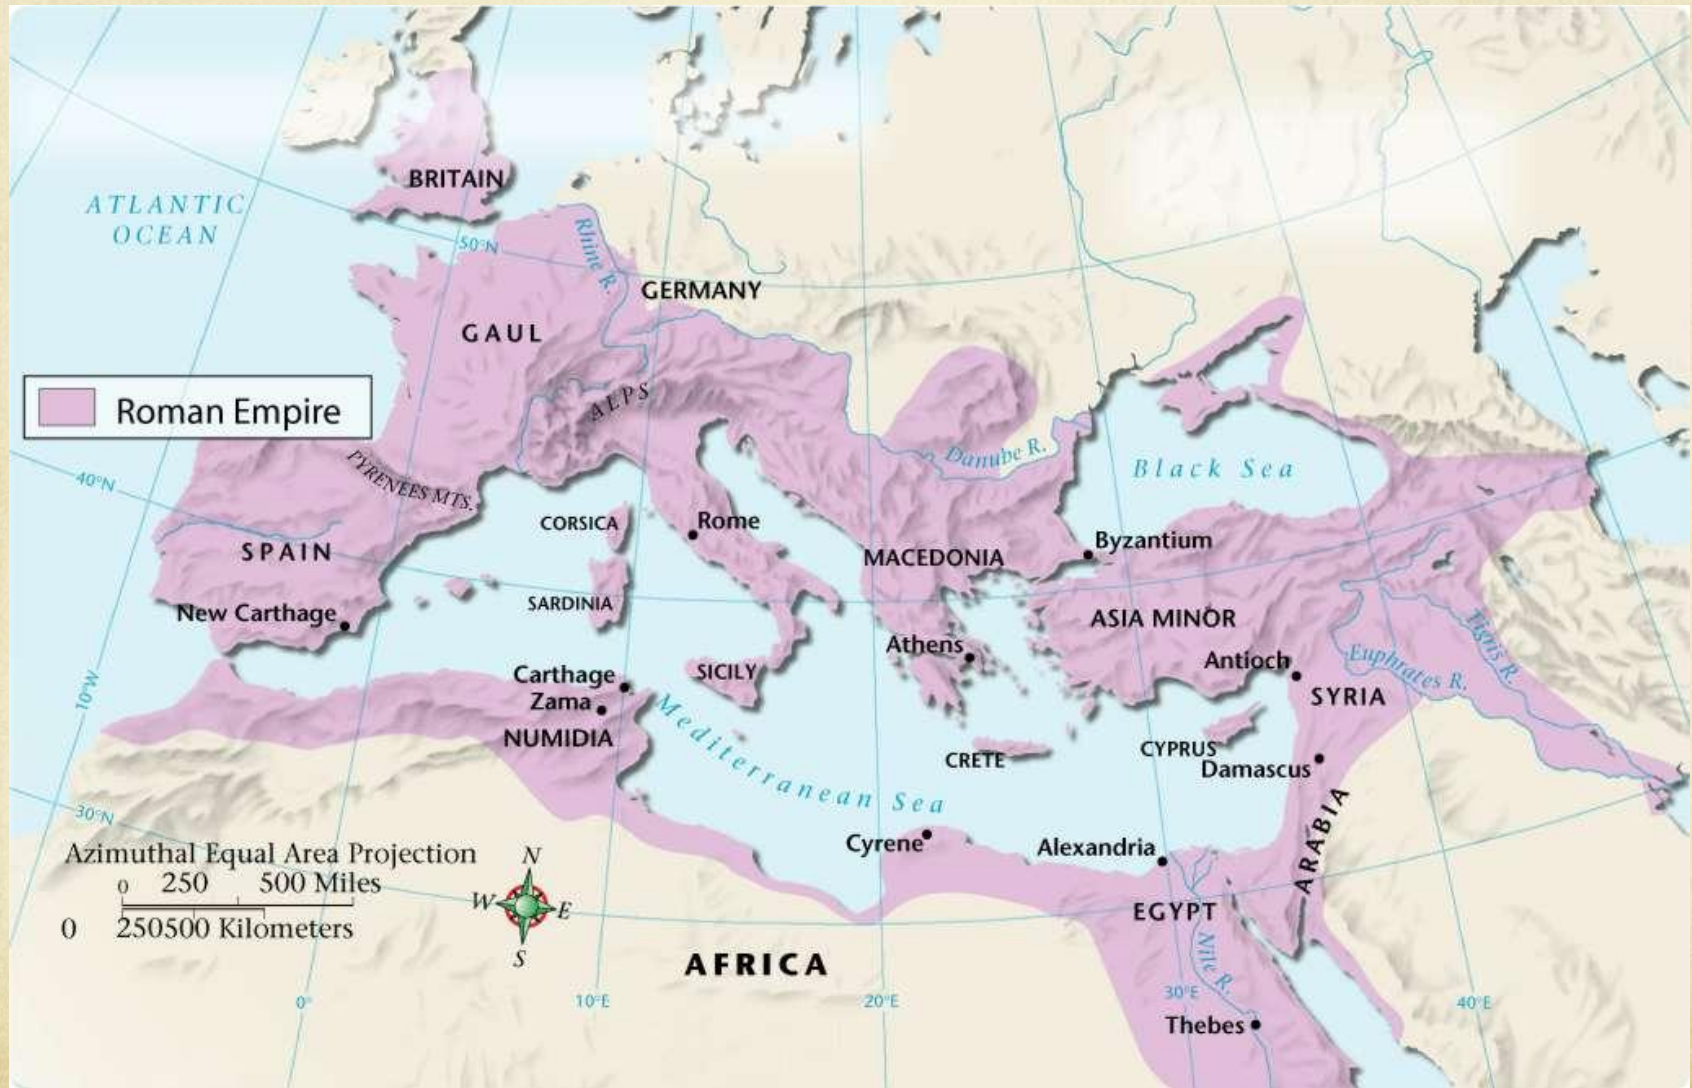 BRITAIN
ATLANTIC
OCEAN
50°N
Rhine R.
GERMANY
GAUL
Roman Empire
ALPS
PYRENEES MTS.
Danube R.
Black Sea
40°N
CORSICA
Rome
SPAIN
MACEDONIA
Byzantium
SARDINIA
New Carthage
ASIA MINOR
Athens
Tigris R.
Euphrates R.
Antioch
SYRIA
Carthage
SICILY
Zama
10°W
NUMIDIA
Mediterranean Sea
CRETE
CYPRUS
Damascus
ARABIA
30°N
Cyrene
Alexandria
Azimuthal Equal Area Projection
0 250 500 Miles
0 250500 Kilometers
N
W E
S
EGYPT
Nile R.
AFRICA
0°
10°E
20°E
30°E
40°E
Thebes